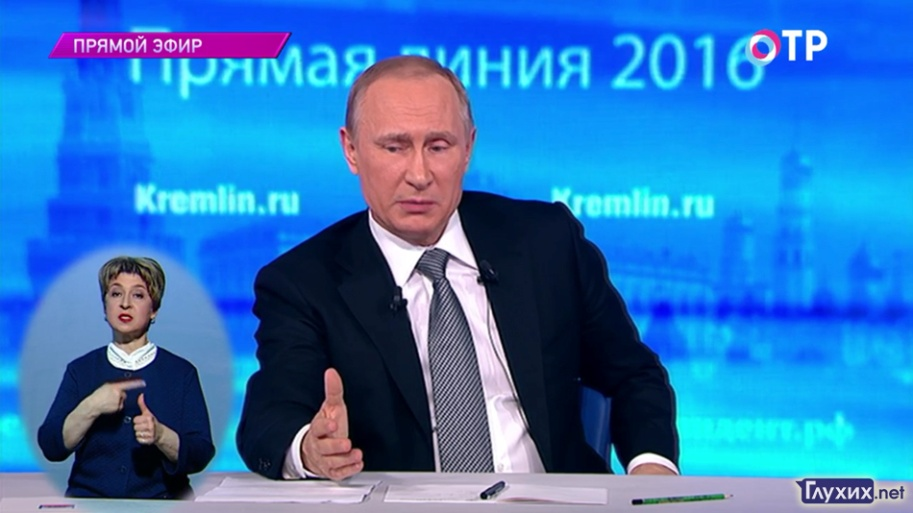 ПРЯМОЙ ЭФИР
Прямая линия 2016
ОТР
Kremlin.ru
Kremlin.ru
Глухих.net